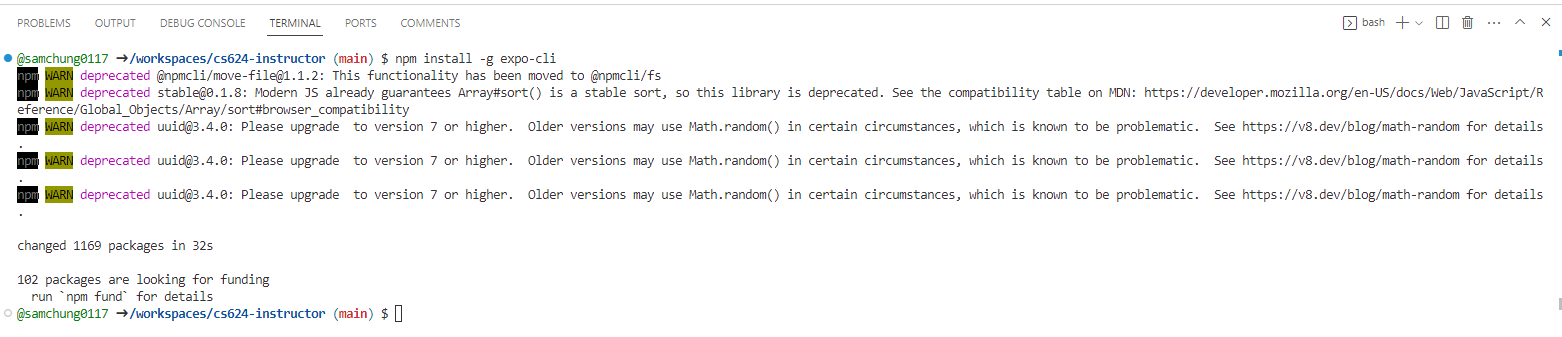 PROBLEMS OUTPUT DEBUG CONSOLE TERMINAL PORTS COMMENTS bash
@samchung0117 ➜/workspaces/cs624-instructor (main) $ npm install -g expo-cli
npm WARN deprecated @npmcli/move-file@1.1.2: This functionality has been moved to @npmcli/fs
npm WARN deprecated stable@0.1.8: Modern JS already guarantees Array#sort() is a stable sort, so this library is deprecated. See the compatibility table on MDN: https://developer.mozilla.org/en-US/docs/Web/JavaScript/R
eference/Global_Objects/Array/sort#browser_compatibility
npm WARN deprecated uuid@3.4.0: Please upgrade  to version 7 or higher.  Older versions may use Math.random() in certain circumstances, which is known to be problematic.  See https://v8.dev/blog/math-random for details
.
npm WARN deprecated uuid@3.4.0: Please upgrade  to version 7 or higher.  Older versions may use Math.random() in certain circumstances, which is known to be problematic.  See https://v8.dev/blog/math-random for details
.
npm WARN deprecated uuid@3.4.0: Please upgrade  to version 7 or higher.  Older versions may use Math.random() in certain circumstances, which is known to be problematic.  See https://v8.dev/blog/math-random for details
.
changed 1169 packages in 32s
102 packages are looking for funding
  run `npm fund` for details
@samchung0117 ➜/workspaces/cs624-instructor (main) $